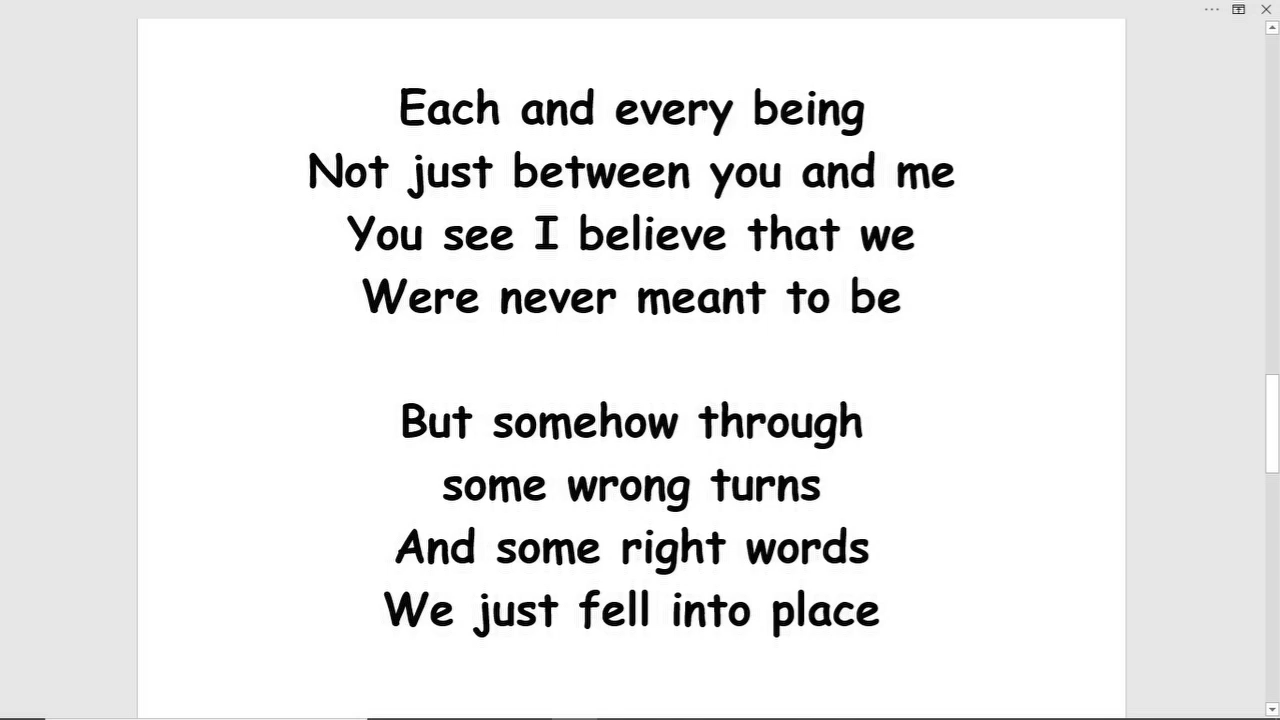 Each and every being
Not just between you and me
You see I believe that we
Were never meant to be
But somehow through
some wrong turns
And some right words
We just fell into place